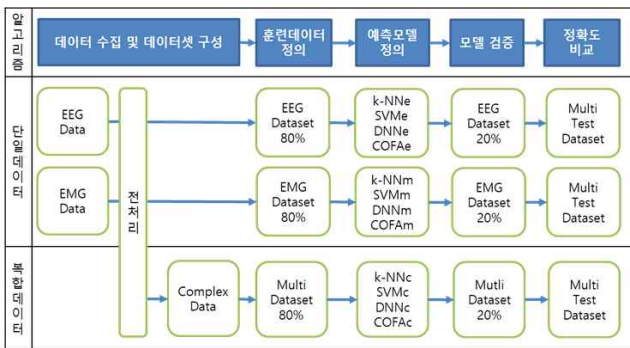 알고리즘
데이터 수집 및 데이터셋 구성
훈련데이터
정의
예측모델
정의
모델 검증
정확도
비교
단일데이터
EEG
Data
전처리
EEG
Dataset
80%
k-NNe
SVMe
DNNe
COFAe
EEG
Dataset
20%
Multi
Test
Dataset
EMG
Data
EMG
Dataset
80%
k-NNm
SVMm
DNNm
COFAm
EMG
Dataset
20%
Multi
Test
Dataset
복합데이터
Complex
Data
Multi
Dataset
80%
k-NNc
SVMc
DNNc
COFAc
Mutli
Dataset
20%
Multi
Test
Dataset